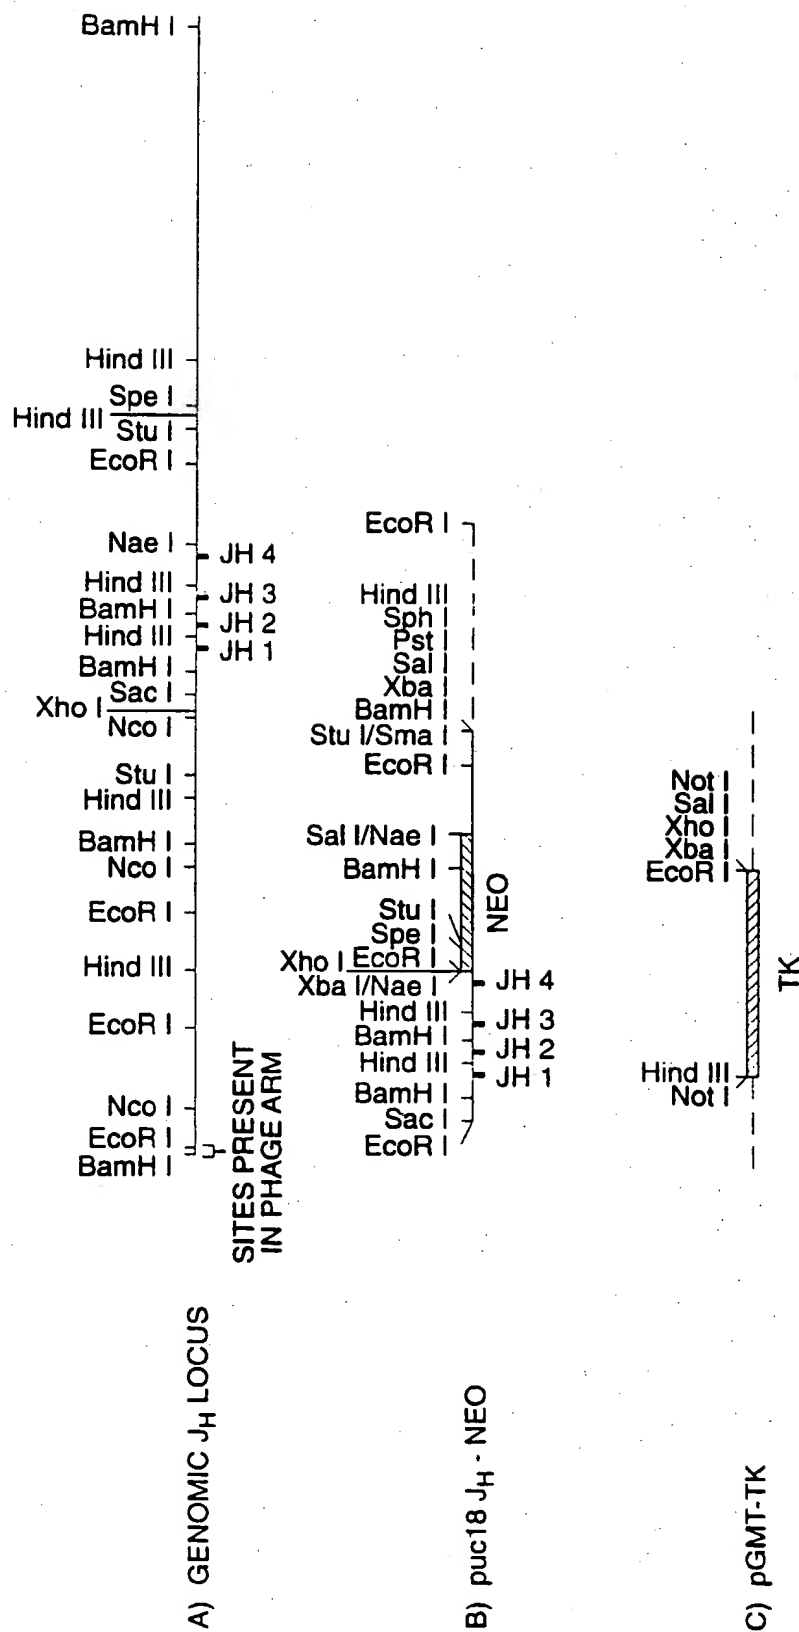 BamH I
Hind III
Spe I
Hind III
Stu I
EcoR I
Nae I
JH 4
Hind III
JH 3
BamH I
JH 2
Hind III
JH 1
BamH I
Sac I
Xho I
Nco I
Stu I
Hind III
BamH I
Nco I
EcoR I
Hind III
EcoR I
Nco I
EcoR I
BamH I
SITES PRESENT
IN PHAGE ARM
A) GENOMIC JH LOCUS
EcoR I
Hind III
Sph I
Pst I
Sal I
Xba I
BamH I
Stu I/Sma I
EcoR I
Sal I/Nae I
BamH I
NEO
Stu I
Spe I
EcoR I
Xho I
Xba I/Nae I
JH 4
Hind III
JH 3
BamH I
JH 2
Hind III
JH 1
BamH I
Sac I
EcoR I
B) puc18 JH - NEO
Not I
Sal I
Xho I
Xba I
EcoR I
TK
Hind III
Not I
C) pGMT-TK